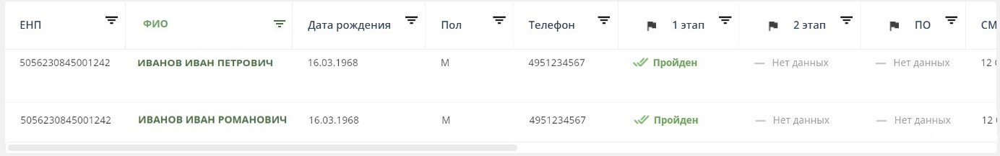 ЕНП ФИО Дата рождения Пол Телефон 1 этап 2 этап ПО СМ
5056230845001242 ИВАНОВ ИВАН ПЕТРОВИЧ 16.03.1968 М 4951234567 Пройден Нет данных Нет данных 12
5056230845001242 ИВАНОВ ИВАН РОМАНОВИЧ 16.03.1968 М 4951234567 Пройден Нет данных Нет данных 12